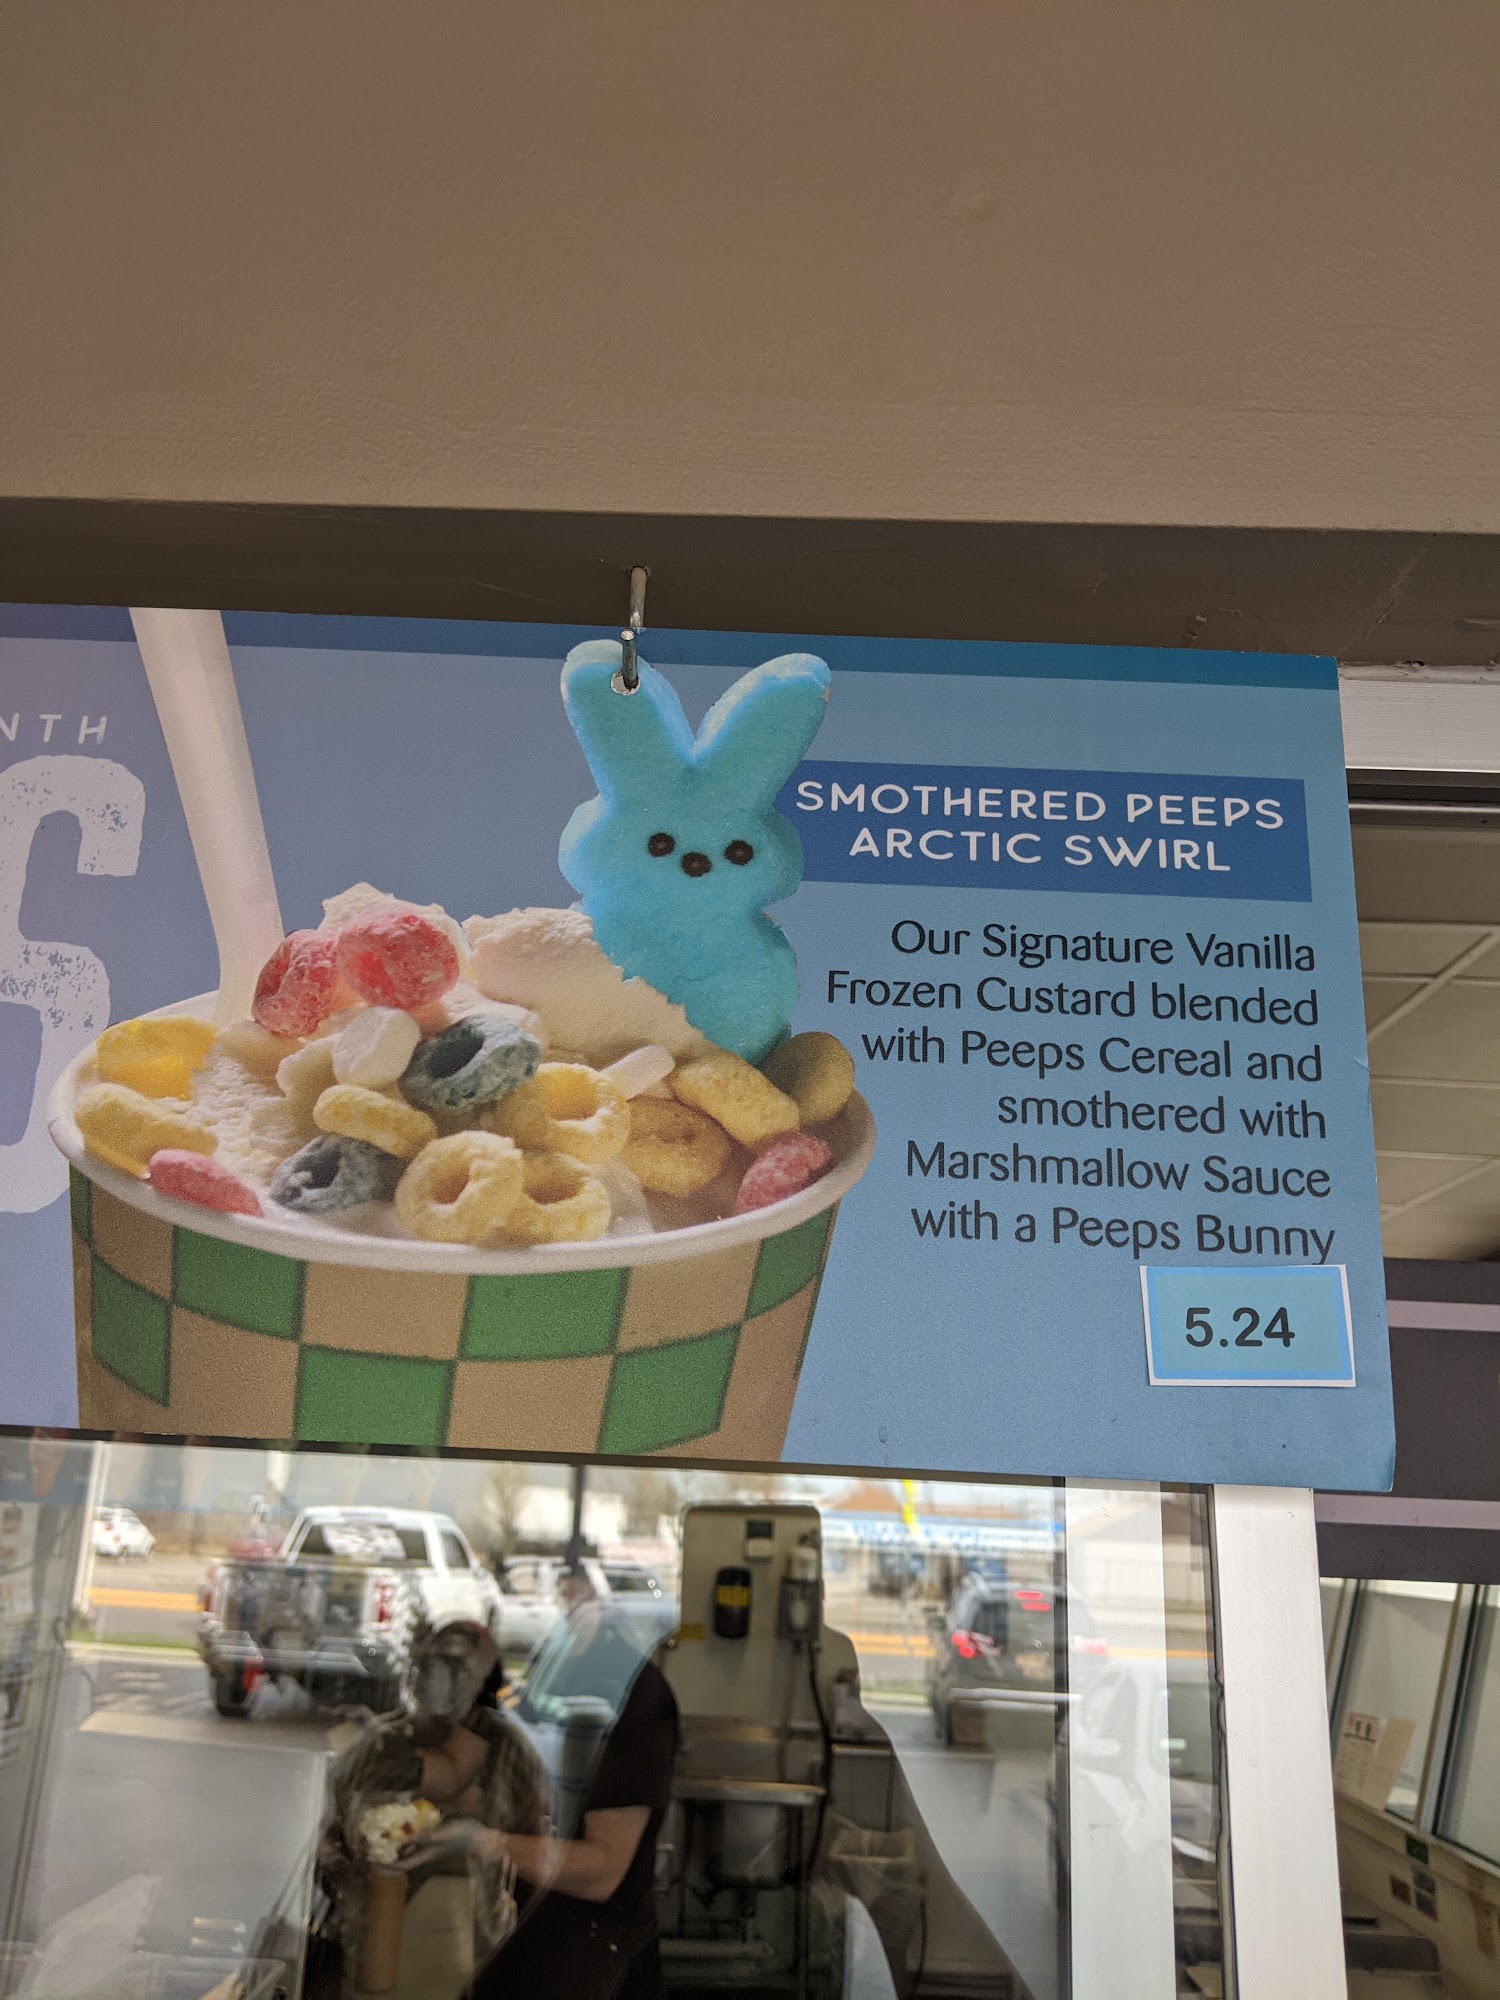 NTH
SMOTHERED PEEPS
ARCTIC SWIRL
Our Signature Vanilla
Frozen Custard blended
with Peeps Cereal and
smothered with
Marshmallow Sauce
with a Peeps Bunny
5.24